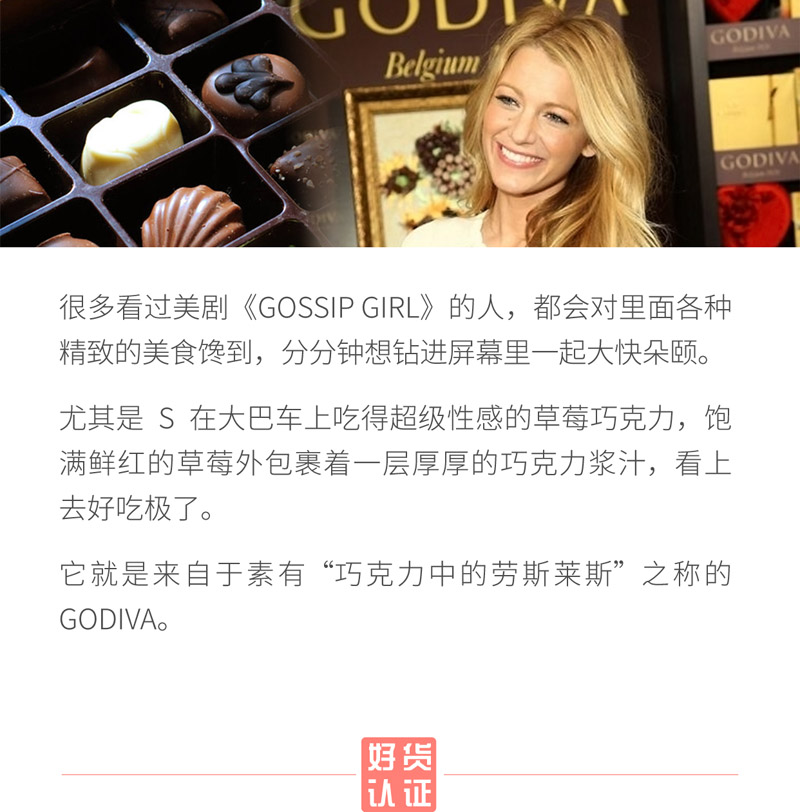 GODIVA
Belgium
GODIVA
GODIVA
很多看过美剧《GOSSIP GIRL》的人，都会对里面各种
精致的美食馋到，分分钟想钻进屏幕里一起大快朵颐。
尤其是 S 在大巴车上吃得超级性感的草莓巧克力，饱
满鲜红的草莓外包裹着一层厚厚的巧克力浆汁，看上
去好吃极了。
它就是来自于素有“巧克力中的劳斯莱斯”之称的
GODIVA。
好货
认证